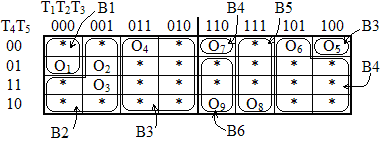 T₁T₂T₃ B1 B4 B5
T₄T₅ 000 001 011 010 110 111 101 100 B3
00 * * O₄ * O₇ * O₆ O₅
01 O₁ O₂ * * * * * * B4
11 * O₃ * * * * * *
10 * * * * O₉ O₈ * *
B2 B3 B6